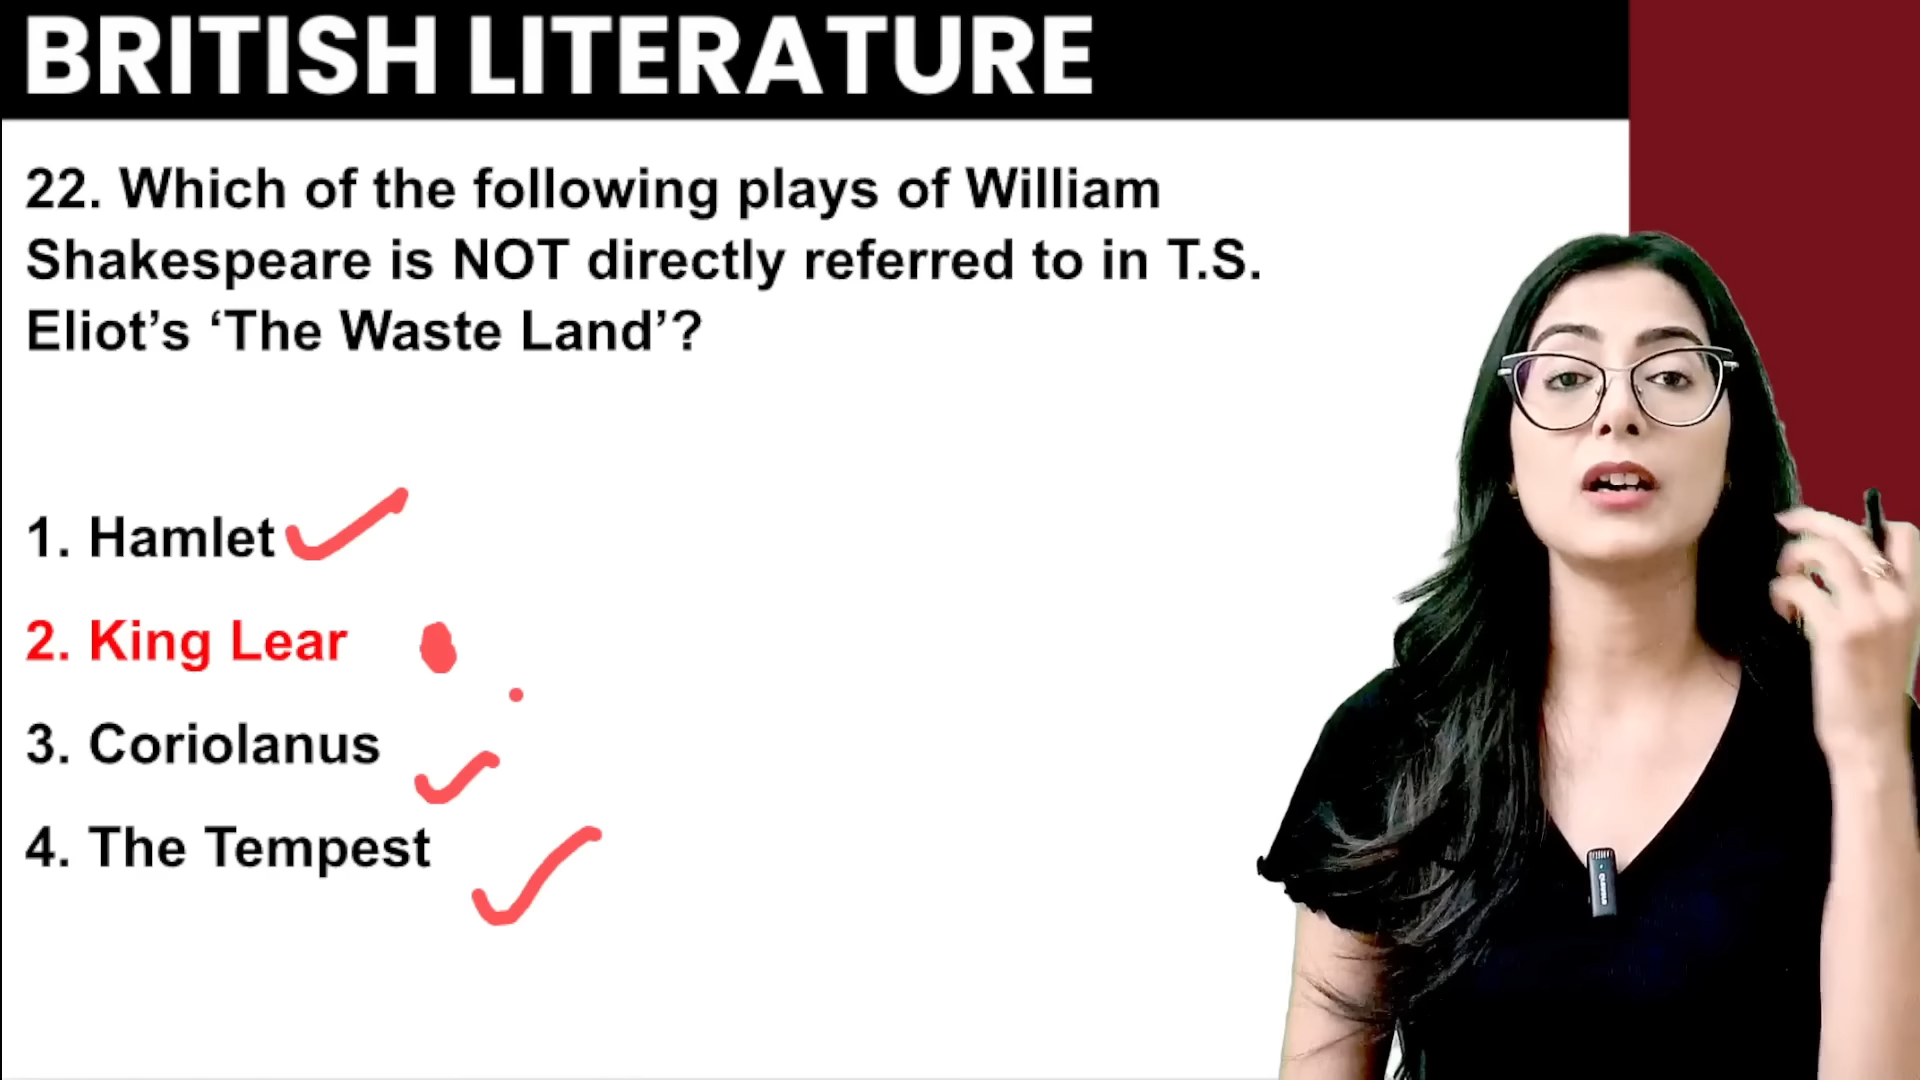 BRITISH LITERATURE
22. Which of the following plays of William
Shakespeare is NOT directly referred to in T.S.
Eliot’s ‘The Waste Land’?
1. Hamlet
2. King Lear
3. Coriolanus
4. The Tempest